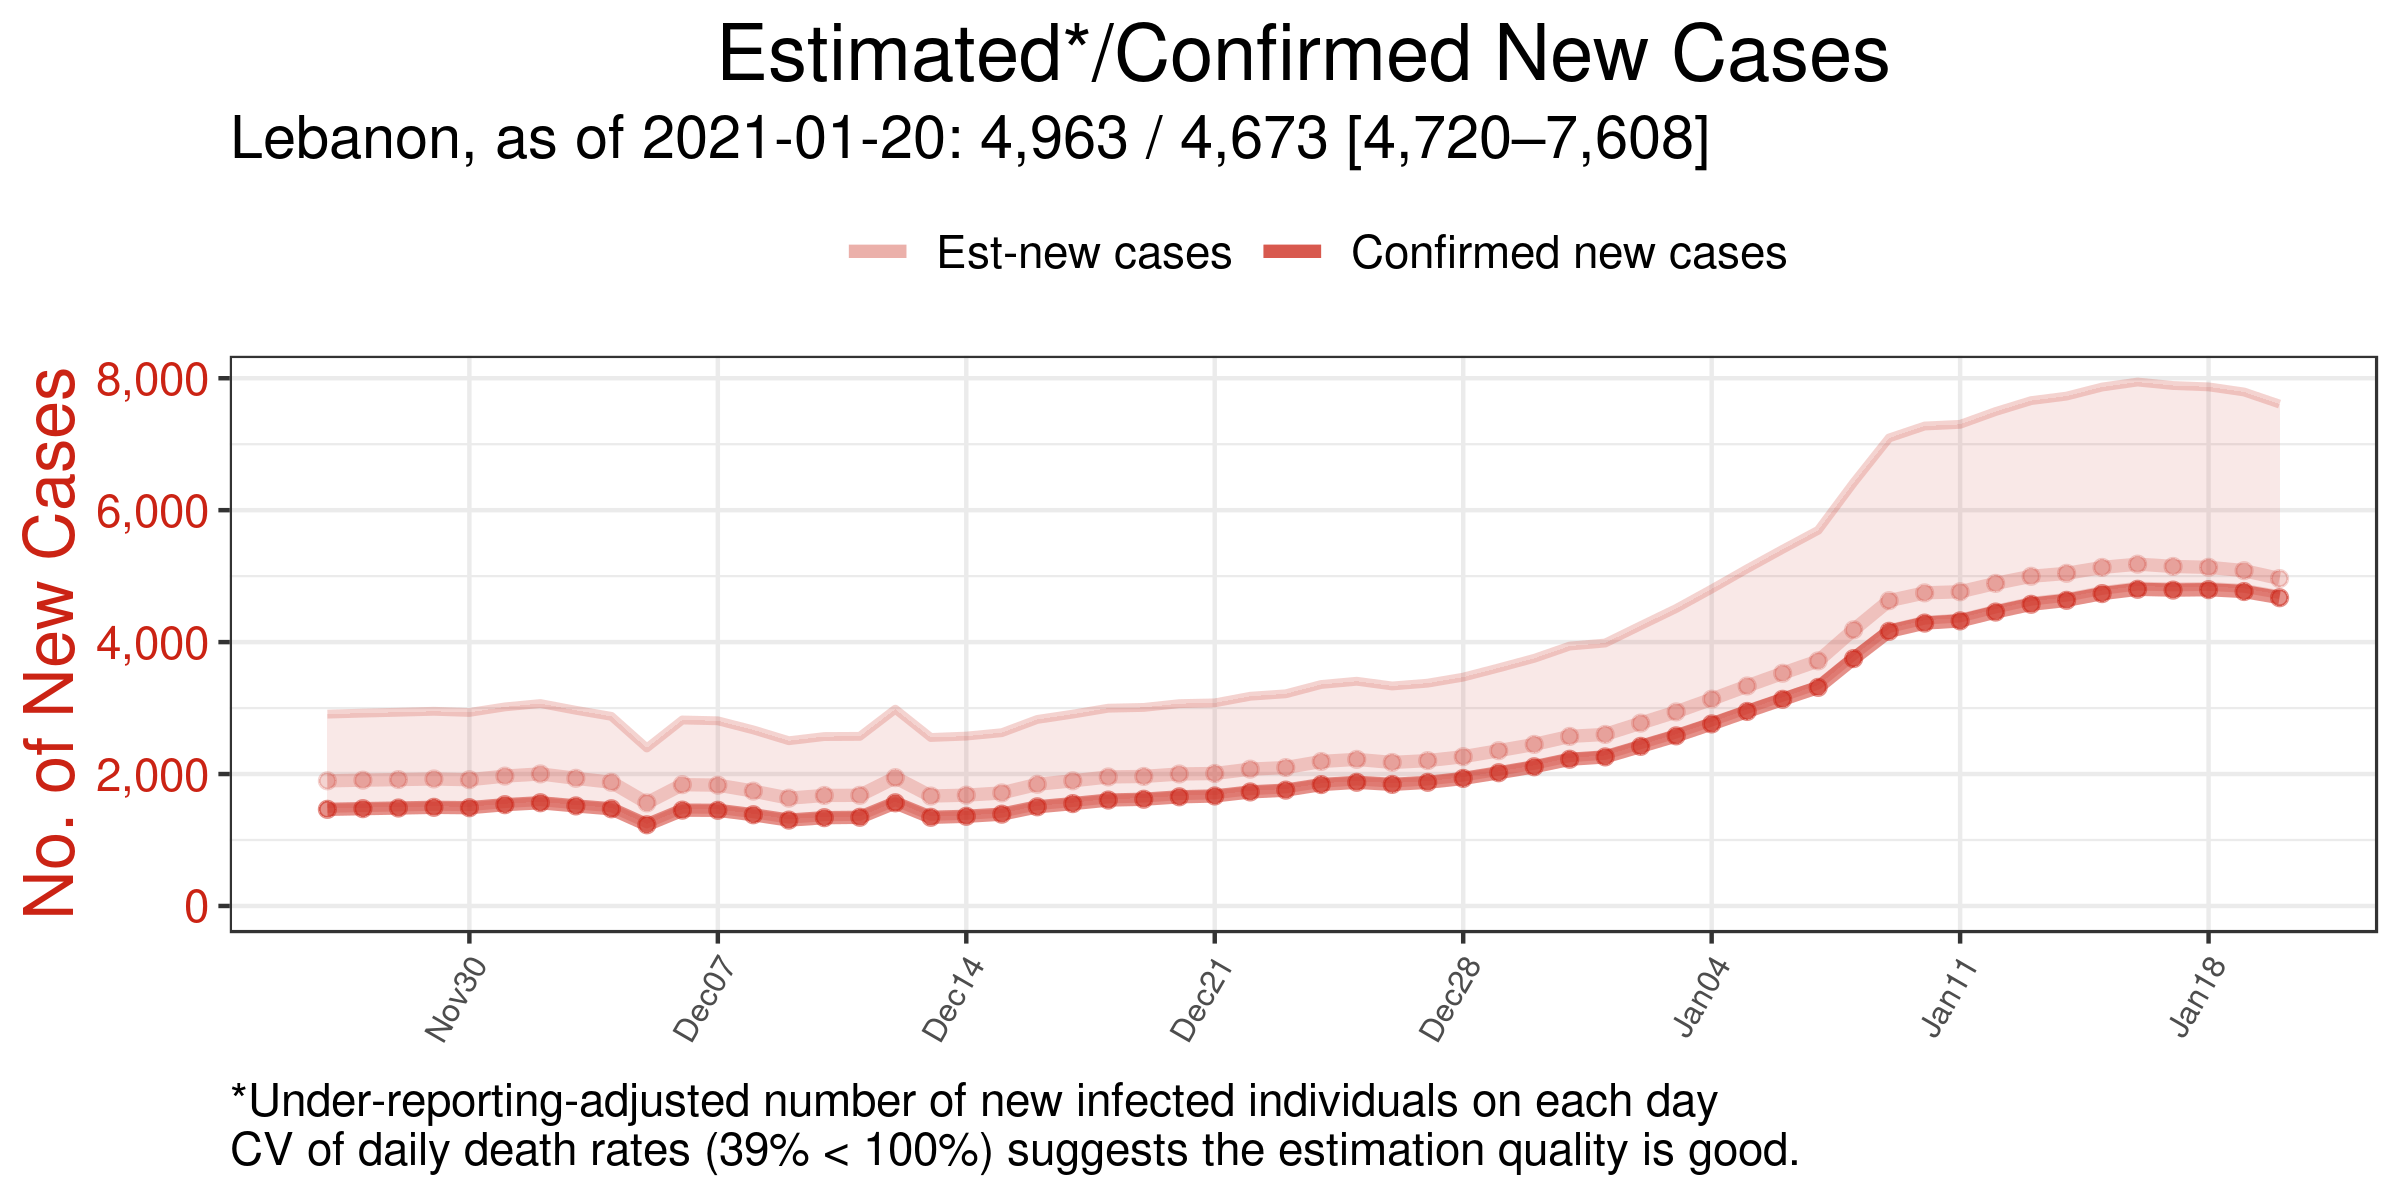 Estimated*/Confirmed New Cases
Lebanon, as of 2021-01-20: 4,963 / 4,673 [4,720–7,608]
Est-new cases
Confirmed new cases
No. of New Cases
8,000
6,000
4,000
2,000
0
Nov30
Dec07
Dec14
Dec21
Dec28
Jan04
Jan11
Jan18
*Under-reporting-adjusted number of new infected individuals on each day
CV of daily death rates (39% < 100%) suggests the estimation quality is good.